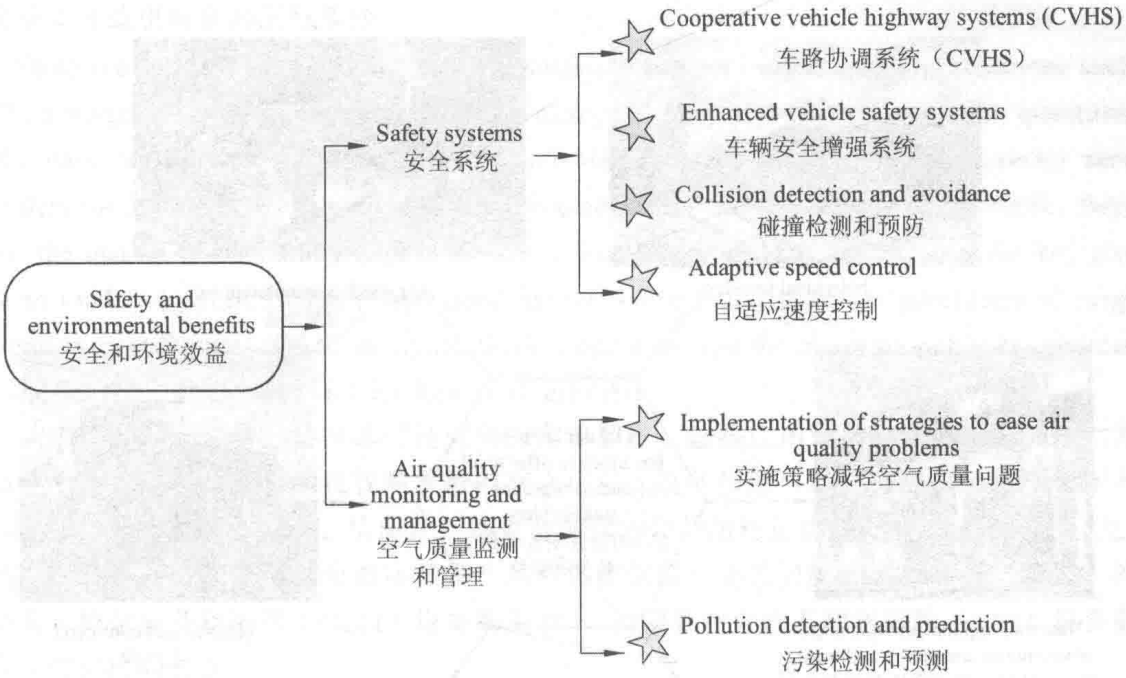 Safety and
environmental benefits
安全和环境效益
Safety systems
安全系统
Cooperative vehicle highway systems (CVHS)
车路协调系统（CVHS）
Enhanced vehicle safety systems
车辆安全增强系统
Collision detection and avoidance
碰撞检测和预防
Adaptive speed control
自适应速度控制
Air quality
monitoring and
management
空气质量监测
和管理
Implementation of strategies to ease air
quality problems
实施策略减轻空气质量问题
Pollution detection and prediction
污染检测和预测